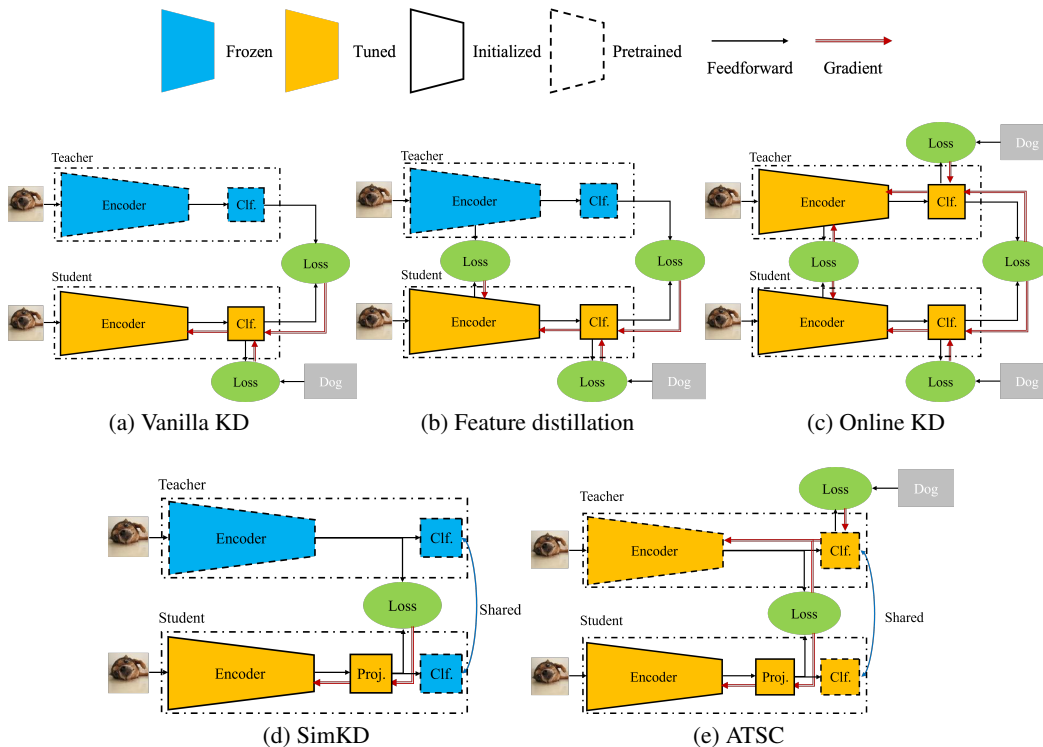 Frozen
Tuned
Initialized
Pretrained
Feedforward
Gradient
Teacher
Encoder
Clf.
Loss
Student
Encoder
Clf.
Loss
Dog
(a) Vanilla KD
Teacher
Encoder
Clf.
Loss
Loss
Student
Encoder
Clf.
Loss
Dog
(b) Feature distillation
Loss
Dog
Teacher
Encoder
Clf.
Loss
Loss
Student
Encoder
Clf.
Loss
Dog
(c) Online KD
Teacher
Encoder
Clf.
Loss
Shared
Student
Encoder
Proj.
Clf.
(d) SimKD
Loss
Dog
Teacher
Encoder
Clf.
Loss
Shared
Student
Encoder
Proj.
Clf.
(e) ATSC